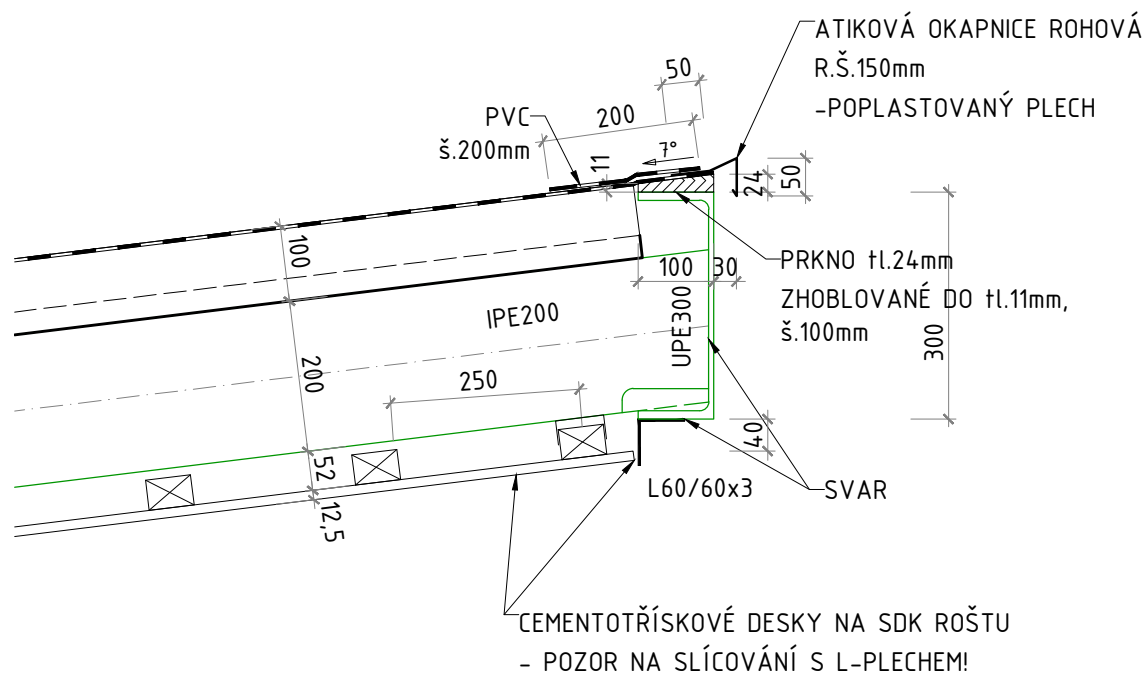 ATIKOVÁ OKAPNICE ROHOVÁ
R.Š.150mm
-POPLASTOVANÝ PLECH
50
200
PVC
š.200mm
7°
11
24
50
100
100
30
PRKNO tl.24mm
ZHOBLOVANÉ DO tl.11mm,
š.100mm
IPE200
UPE300
300
200
250
40
52
12,5
L60/60x3
SVAR
CEMENTOTŘÍSKOVÉ DESKY NA SDK ROŠTU
- POZOR NA SLÍCOVÁNÍ S L-PLECHEM!